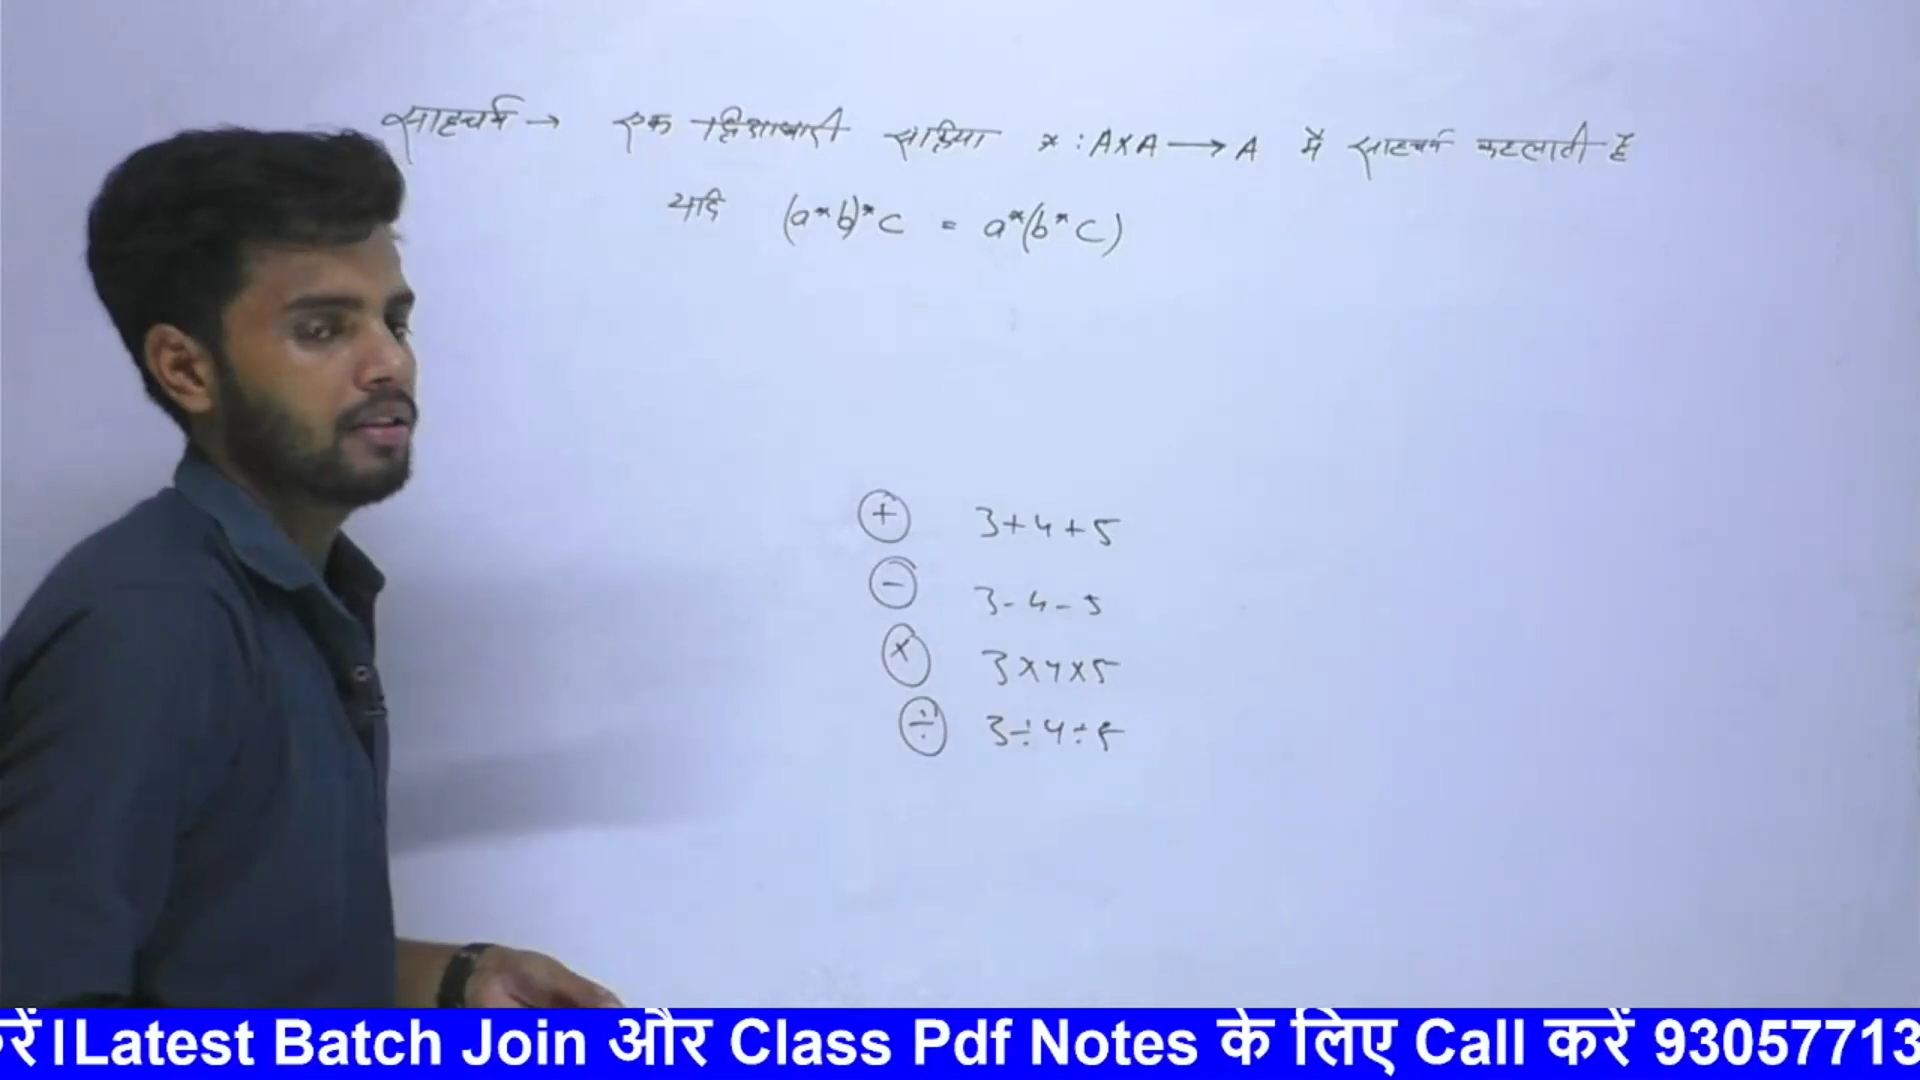 साहचर्य → एक द्विआधारी सक्रिया * : A×A → A में साहचर्य कहलाती है
यदि (a*b)*c = a*(b*c)
+ 3+4+5
- 3-4-5
× 3×4×5
÷ 3÷4÷5
रें।Latest Batch Join और Class Pdf Notes के लिए Call करें 93057713